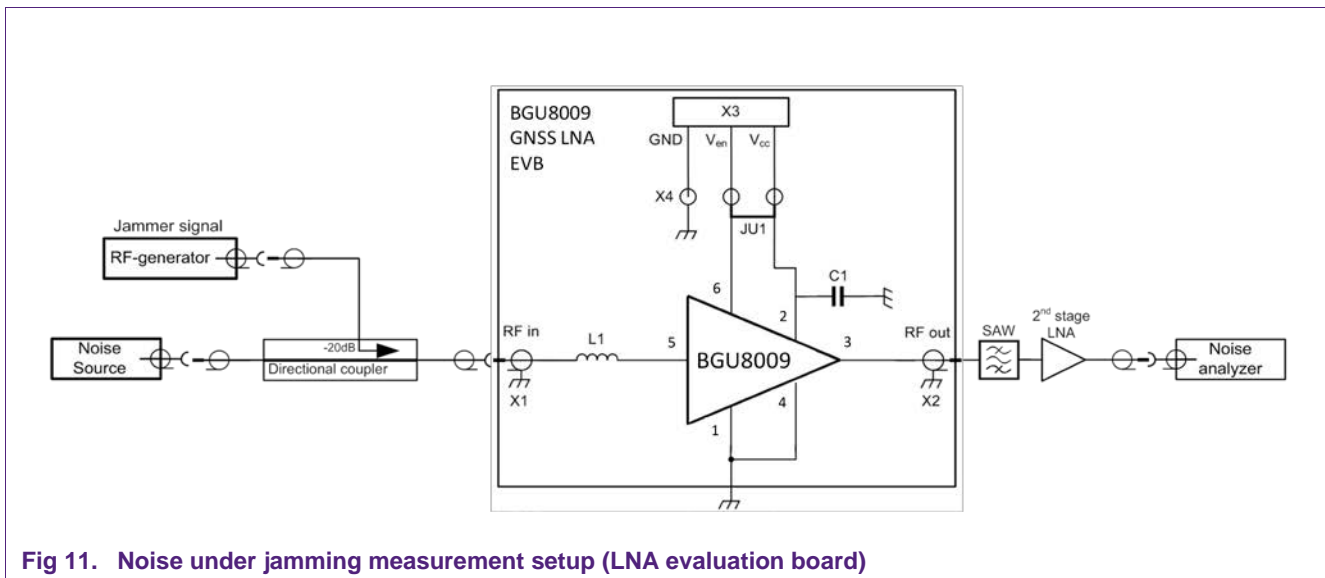 BGU8009
GNSS LNA
EVB
X3
GND
Ven
Vcc
X4
JU1
Jammer signal
RF-generator
C1
6
2
2nd stage
LNA
SAW
RF in
L1
5
BGU8009
3
RF out
Noise
Source
-20dB
Directional coupler
Noise
analyzer
X1
4
X2
1
Fig 11. Noise under jamming measurement setup (LNA evaluation board)